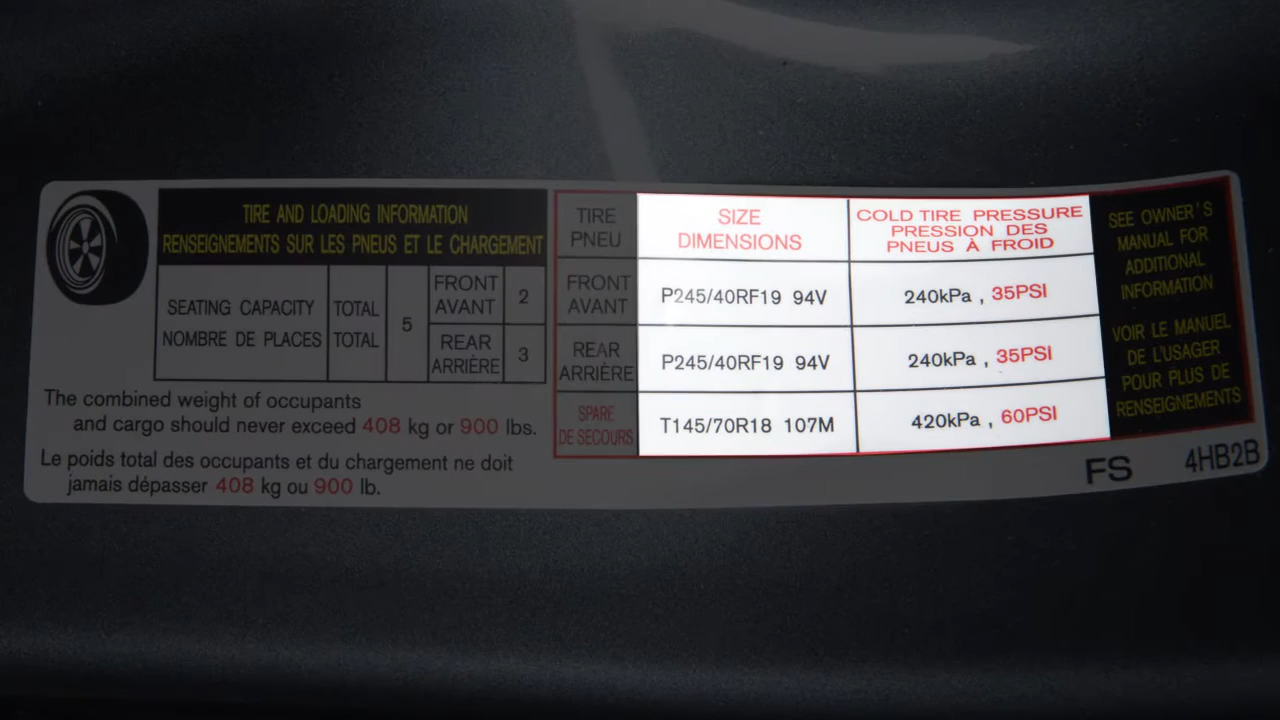 TIRE AND LOADING INFORMATION
RENSEIGNEMENTS SUR LES PNEUS ET LE CHARGEMENT
SEATING CAPACITY
NOMBRE DE PLACES
TOTAL
TOTAL
5
FRONT
AVANT
2
REAR
ARRIÈRE
3
The combined weight of occupants
and cargo should never exceed 408 kg or 900 lbs.
Le poids total des occupants et du chargement ne doit
jamais dépasser 408 kg ou 900 lb.
TIRE
PNEU
SIZE
DIMENSIONS
COLD TIRE PRESSURE
PRESSION DES
PNEUS À FROID
FRONT
AVANT
P245/40RF19 94V
240kPa , 35PSI
REAR
ARRIÈRE
P245/40RF19 94V
240kPa , 35PSI
SPARE
DE SECOURS
T145/70R18 107M
420kPa , 60PSI
SEE OWNER'S
MANUAL FOR
ADDITIONAL
INFORMATION
VOIR LE MANUEL
DE L'USAGER
POUR PLUS DE
RENSEIGNEMENTS
FS 4HB2B